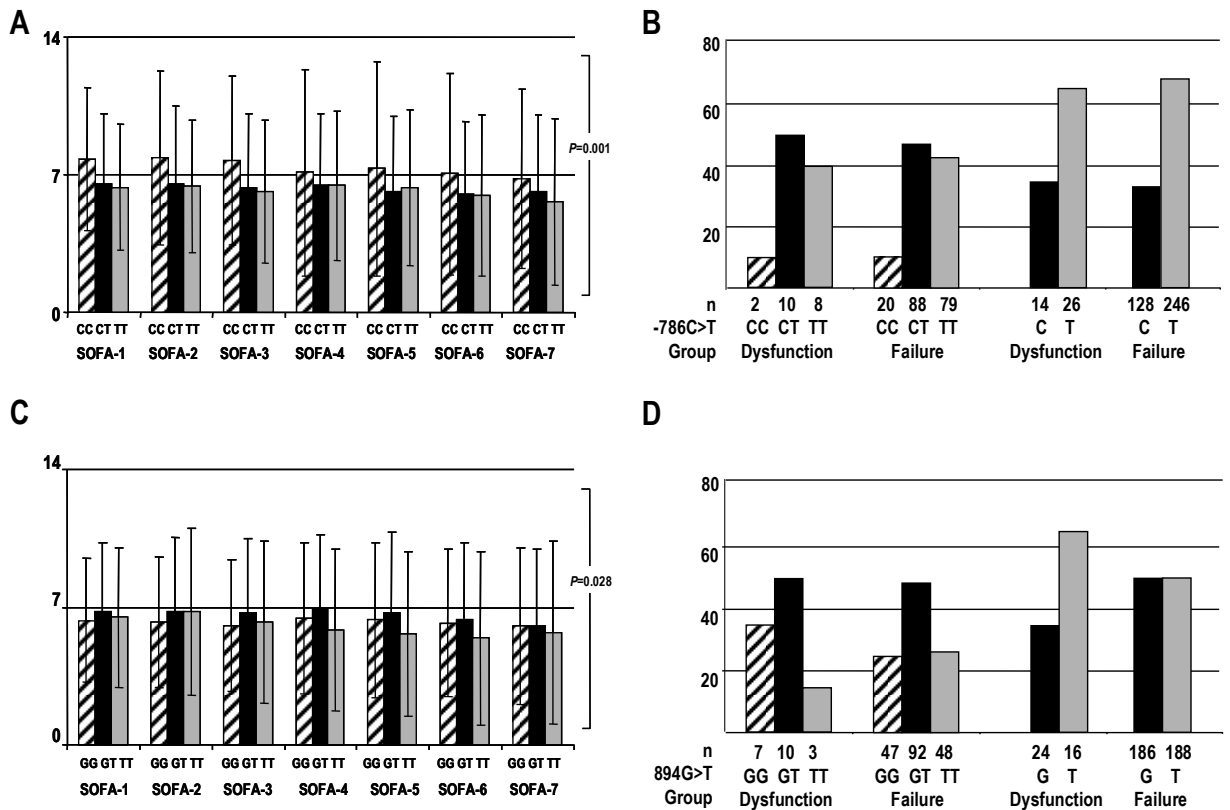 A
14
7
0
P=0.001
CC CT TT CC CT TT CC CT TT CC CT TT CC CT TT CC CT TT CC CT TT
SOFA-1 SOFA-2 SOFA-3 SOFA-4 SOFA-5 SOFA-6 SOFA-7
B
80
60
40
20
n 2 10 8 20 88 79 14 26 128 246
-786C>T CC CT TT CC CT TT C T C T
Group Dysfunction Failure Dysfunction Failure
C
14
7
0
P=0.028
GG GT TT GG GT TT GG GT TT GG GT TT GG GT TT GG GT TT GG GT TT
SOFA-1 SOFA-2 SOFA-3 SOFA-4 SOFA-5 SOFA-6 SOFA-7
D
80
60
40
20
n 7 10 3 47 92 48 24 16 186 188
894G>T GG GT TT GG GT TT G T G T
Group Dysfunction Failure Dysfunction Failure